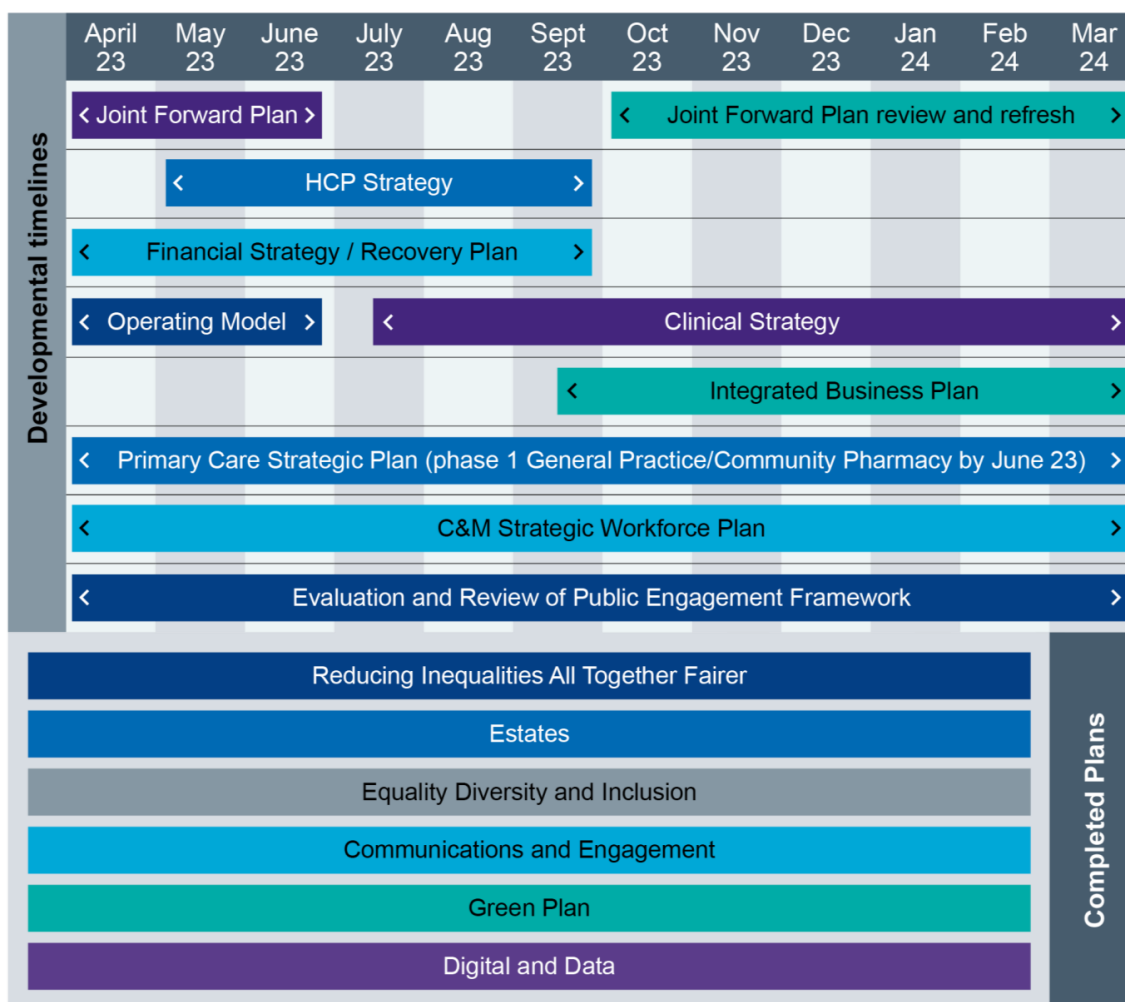 April 23
May 23
June 23
July 23
Aug 23
Sept 23
Oct 23
Nov 23
Dec 23
Jan 24
Feb 24
Mar 24
Developmental timelines
Joint Forward Plan
Joint Forward Plan review and refresh
HCP Strategy
Financial Strategy / Recovery Plan
Operating Model
Clinical Strategy
Integrated Business Plan
Primary Care Strategic Plan (phase 1 General Practice/Community Pharmacy by June 23)
C&M Strategic Workforce Plan
Evaluation and Review of Public Engagement Framework
Reducing Inequalities All Together Fairer
Estates
Equality Diversity and Inclusion
Communications and Engagement
Green Plan
Digital and Data
Completed Plans